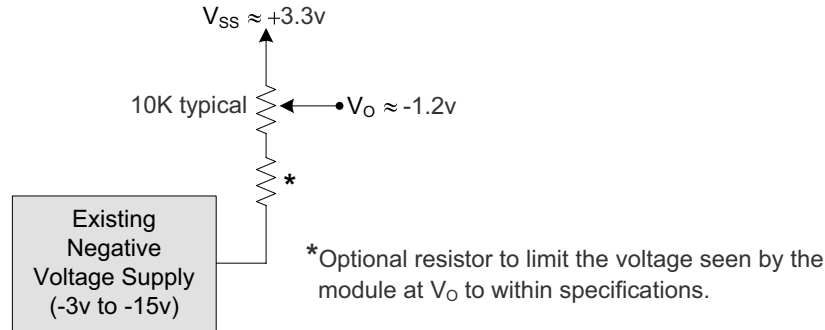 V_SS ≈ +3.3v
10K typical
V_O ≈ -1.2v
*
Existing
Negative
Voltage Supply
(-3v to -15v)
*Optional resistor to limit the voltage seen by the
module at V_O to within specifications.